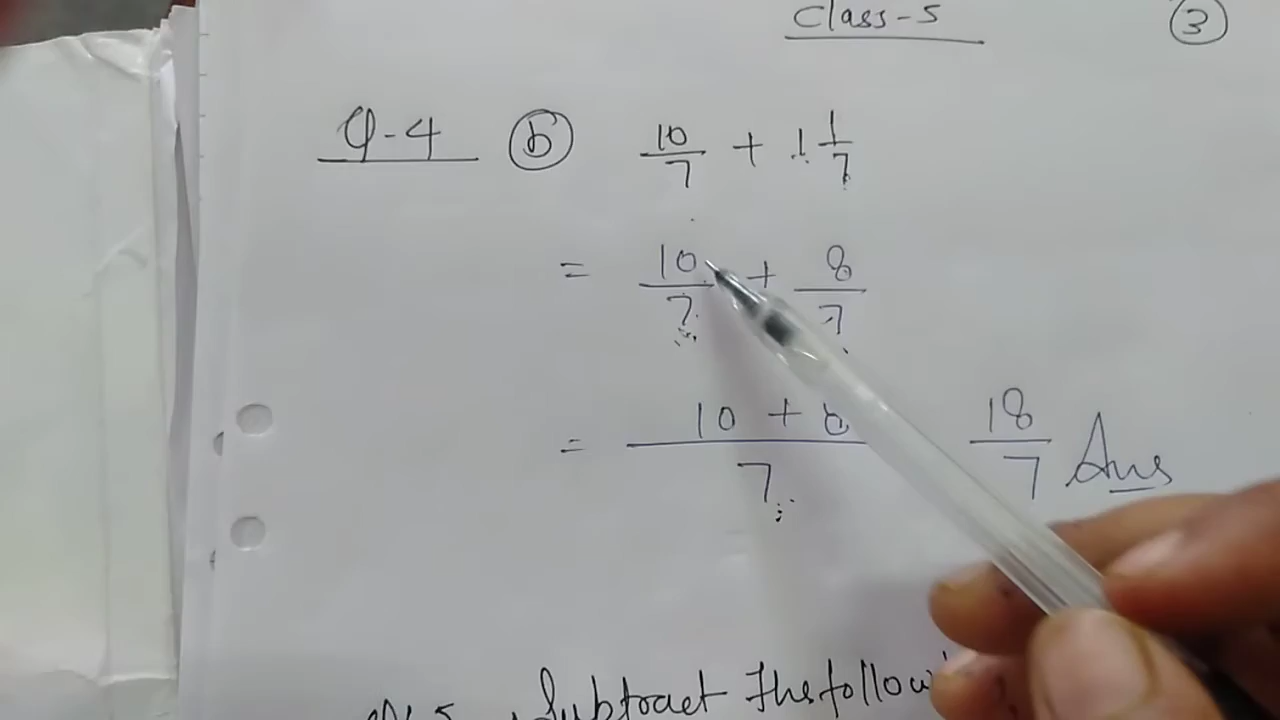 Class-5
3
Q-4 (b) 10/7 + 1 1/7
= 10/7 + 8/7
= 10 + 8/7 18/7 Ans
Subtract The follow